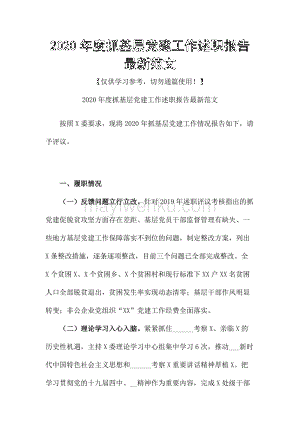 2020 年度抓基层党建工作述职报告
最新范文
【仅供学习参考，切勿通篇使用！】
2020 年度抓基层党建工作述职报告最新范文
按照 X 委要求，现将 2020 年抓基层党建工作情况报告如下，请
予评议。
一、履职情况
（一）反馈问题立行立改。针对 2019 年述职评议考核指出的抓
党建促脱贫攻坚方面存在差距、基层党员干部监督管理有缺失、一
些地方基层党建工作保障落实不到位的问题，制定整改方案，列出
X 条整改措施，逐条逐项整改，目前三个问题已全部完成整改。全
X 个贫困 X、X 个贫困乡、X 个贫困村和现行标准下 XX 户 XX 名贫困
人口全部脱贫退出，贫困发生率实现动态清零；基层干部作风明显
转变；非公企业党组织“XX”党建工作经费全面落实。
（二）理论学习入心入脑。紧紧抓住____考察 X、亲临 X 的
历史性机遇，主持 X 委理论学习中心组集中学习 6 次，推动___新时
代中国特色社会主义思想和____考察 X 重要讲话精神厚植 X，把
学习贯彻党的十九届四中、__精神作为重要内容，完成 X 处级干部